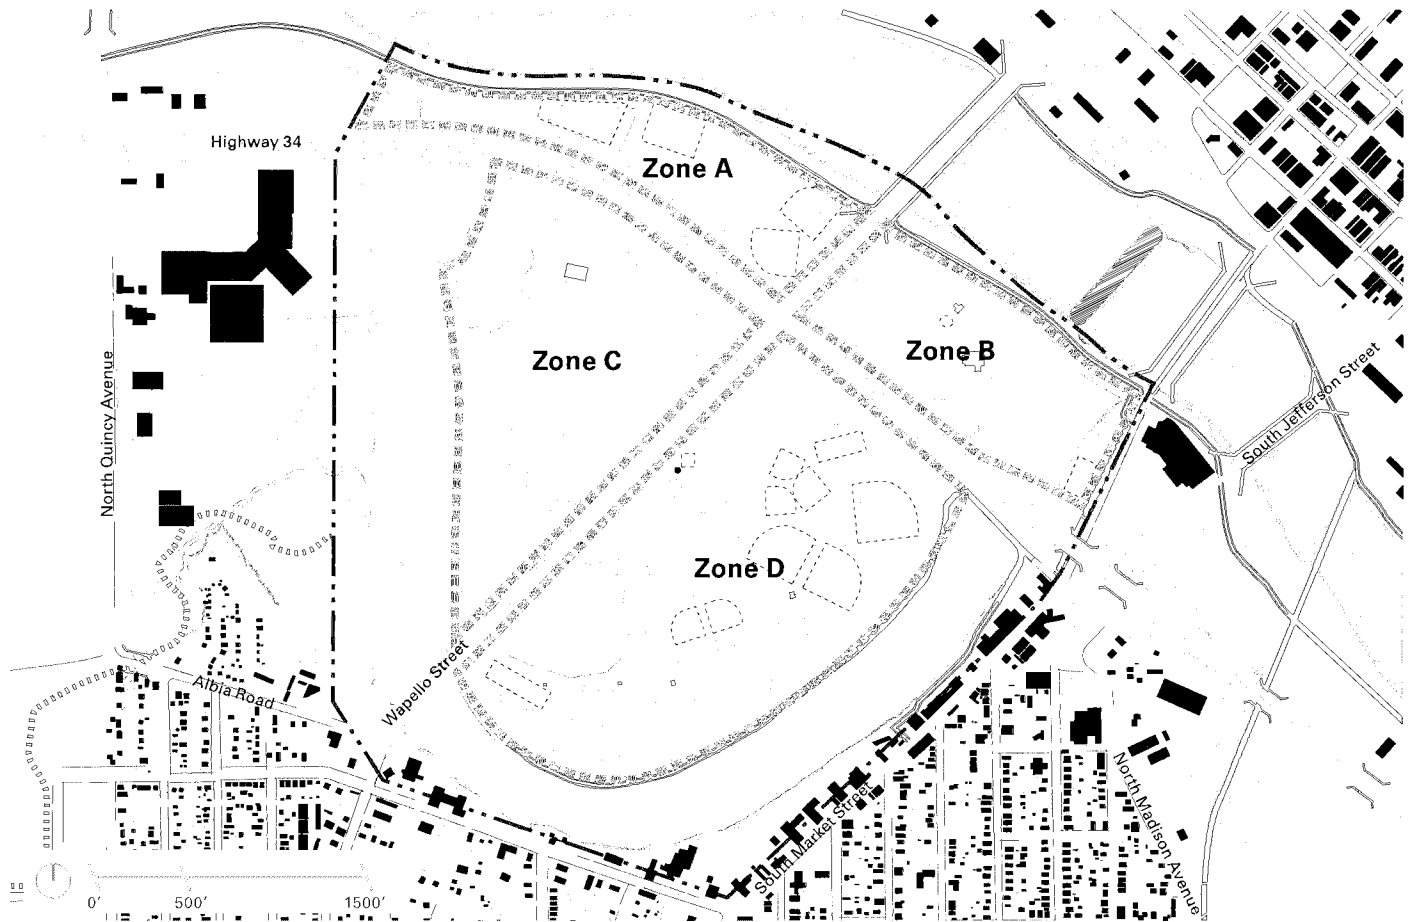 Highway 34
Zone A
Zone B
Zone C
North Quincy Avenue
South Jefferson Street
Zone D
Wapello Street
Albia Road
South Market Street
North Madison Avenue
0' 500' 1500'